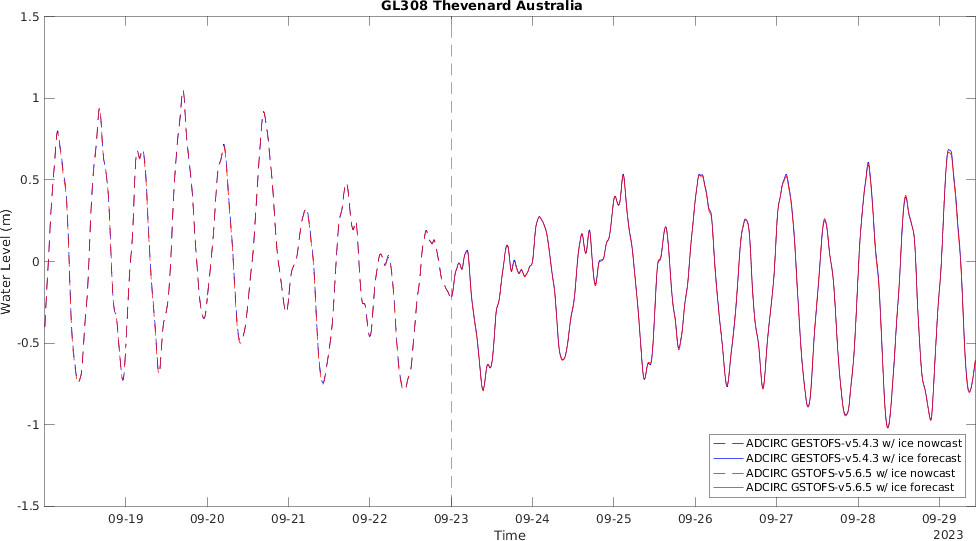 GL308 Thevenard Australia
1.5
1
0.5
0
-0.5
-1
-1.5
Water Level (m)
09-19 09-20 09-21 09-22 09-23 09-24 09-25 09-26 09-27 09-28 09-29
Time
2023
ADCIRC GESTOFS-v5.4.3 w/ ice nowcast
ADCIRC GESTOFS-v5.4.3 w/ ice forecast
ADCIRC GSTOFS-v5.6.5 w/ ice nowcast
ADCIRC GSTOFS-v5.6.5 w/ ice forecast